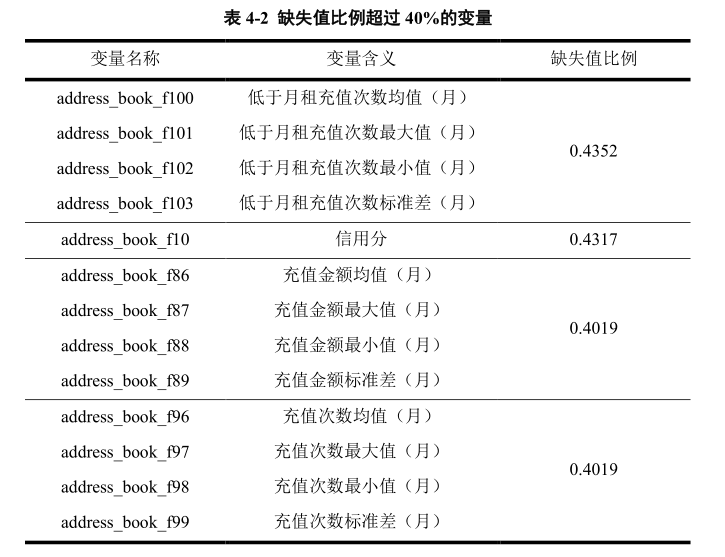 表 4-2 缺失值比例超过 40%的变量
变量名称 变量含义 缺失值比例
address_book_f100 低于月租充值次数均值（月）
address_book_f101 低于月租充值次数最大值（月）
0.4352
address_book_f102 低于月租充值次数最小值（月）
address_book_f103 低于月租充值次数标准差（月）
address_book_f10 信用分 0.4317
address_book_f86 充值金额均值（月）
address_book_f87 充值金额最大值（月）
0.4019
address_book_f88 充值金额最小值（月）
address_book_f89 充值金额标准差（月）
address_book_f96 充值次数均值（月）
address_book_f97 充值次数最大值（月）
0.4019
address_book_f98 充值次数最小值（月）
address_book_f99 充值次数标准差（月）